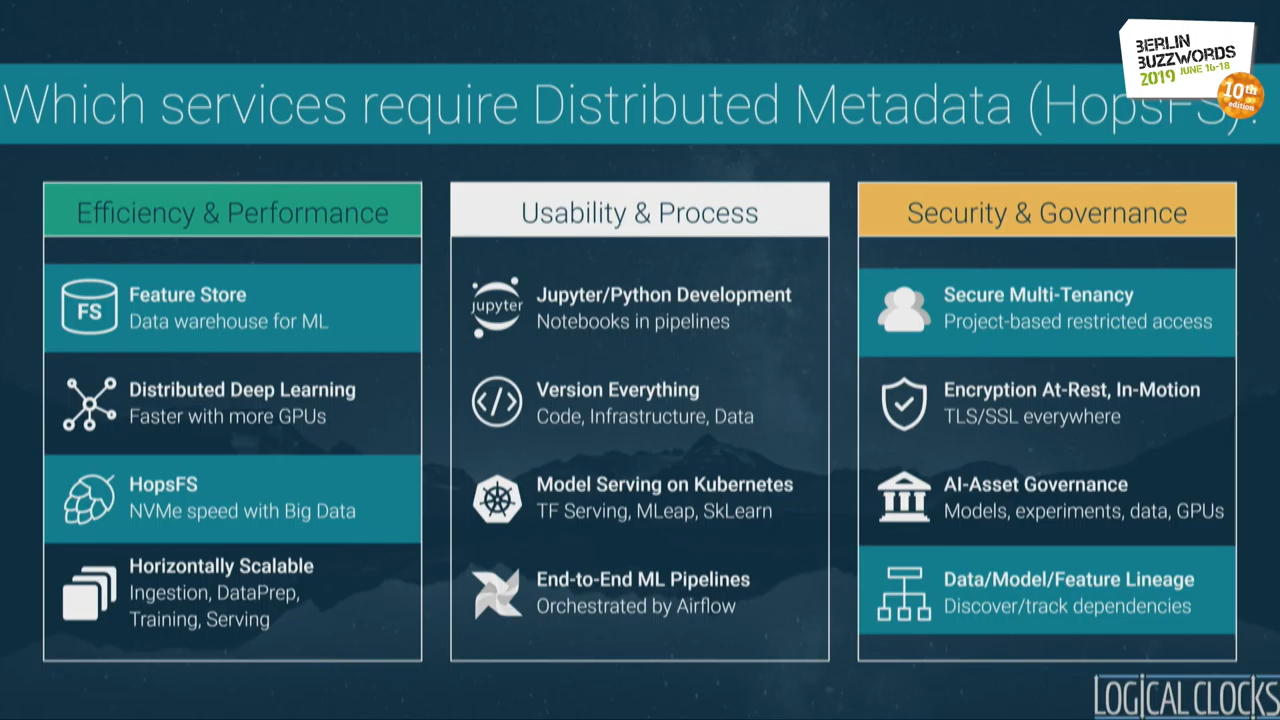 BERLIN
BUZZWORDS
2019 JUNE 16-18
10th
edition
Which services require Distributed Metadata (HopsFS)?
Efficiency & Performance
FS
Feature Store
Data warehouse for ML
Distributed Deep Learning
Faster with more GPUs
HopsFS
NVMe speed with Big Data
Horizontally Scalable
Ingestion, DataPrep,
Training, Serving
Usability & Process
jupyter
Jupyter/Python Development
Notebooks in pipelines
Version Everything
Code, Infrastructure, Data
Model Serving on Kubernetes
TF Serving, MLeap, SkLearn
End-to-End ML Pipelines
Orchestrated by Airflow
Security & Governance
Secure Multi-Tenancy
Project-based restricted access
Encryption At-Rest, In-Motion
TLS/SSL everywhere
AI-Asset Governance
Models, experiments, data, GPUs
Data/Model/Feature Lineage
Discover/track dependencies
LOGICAL CLOCKS